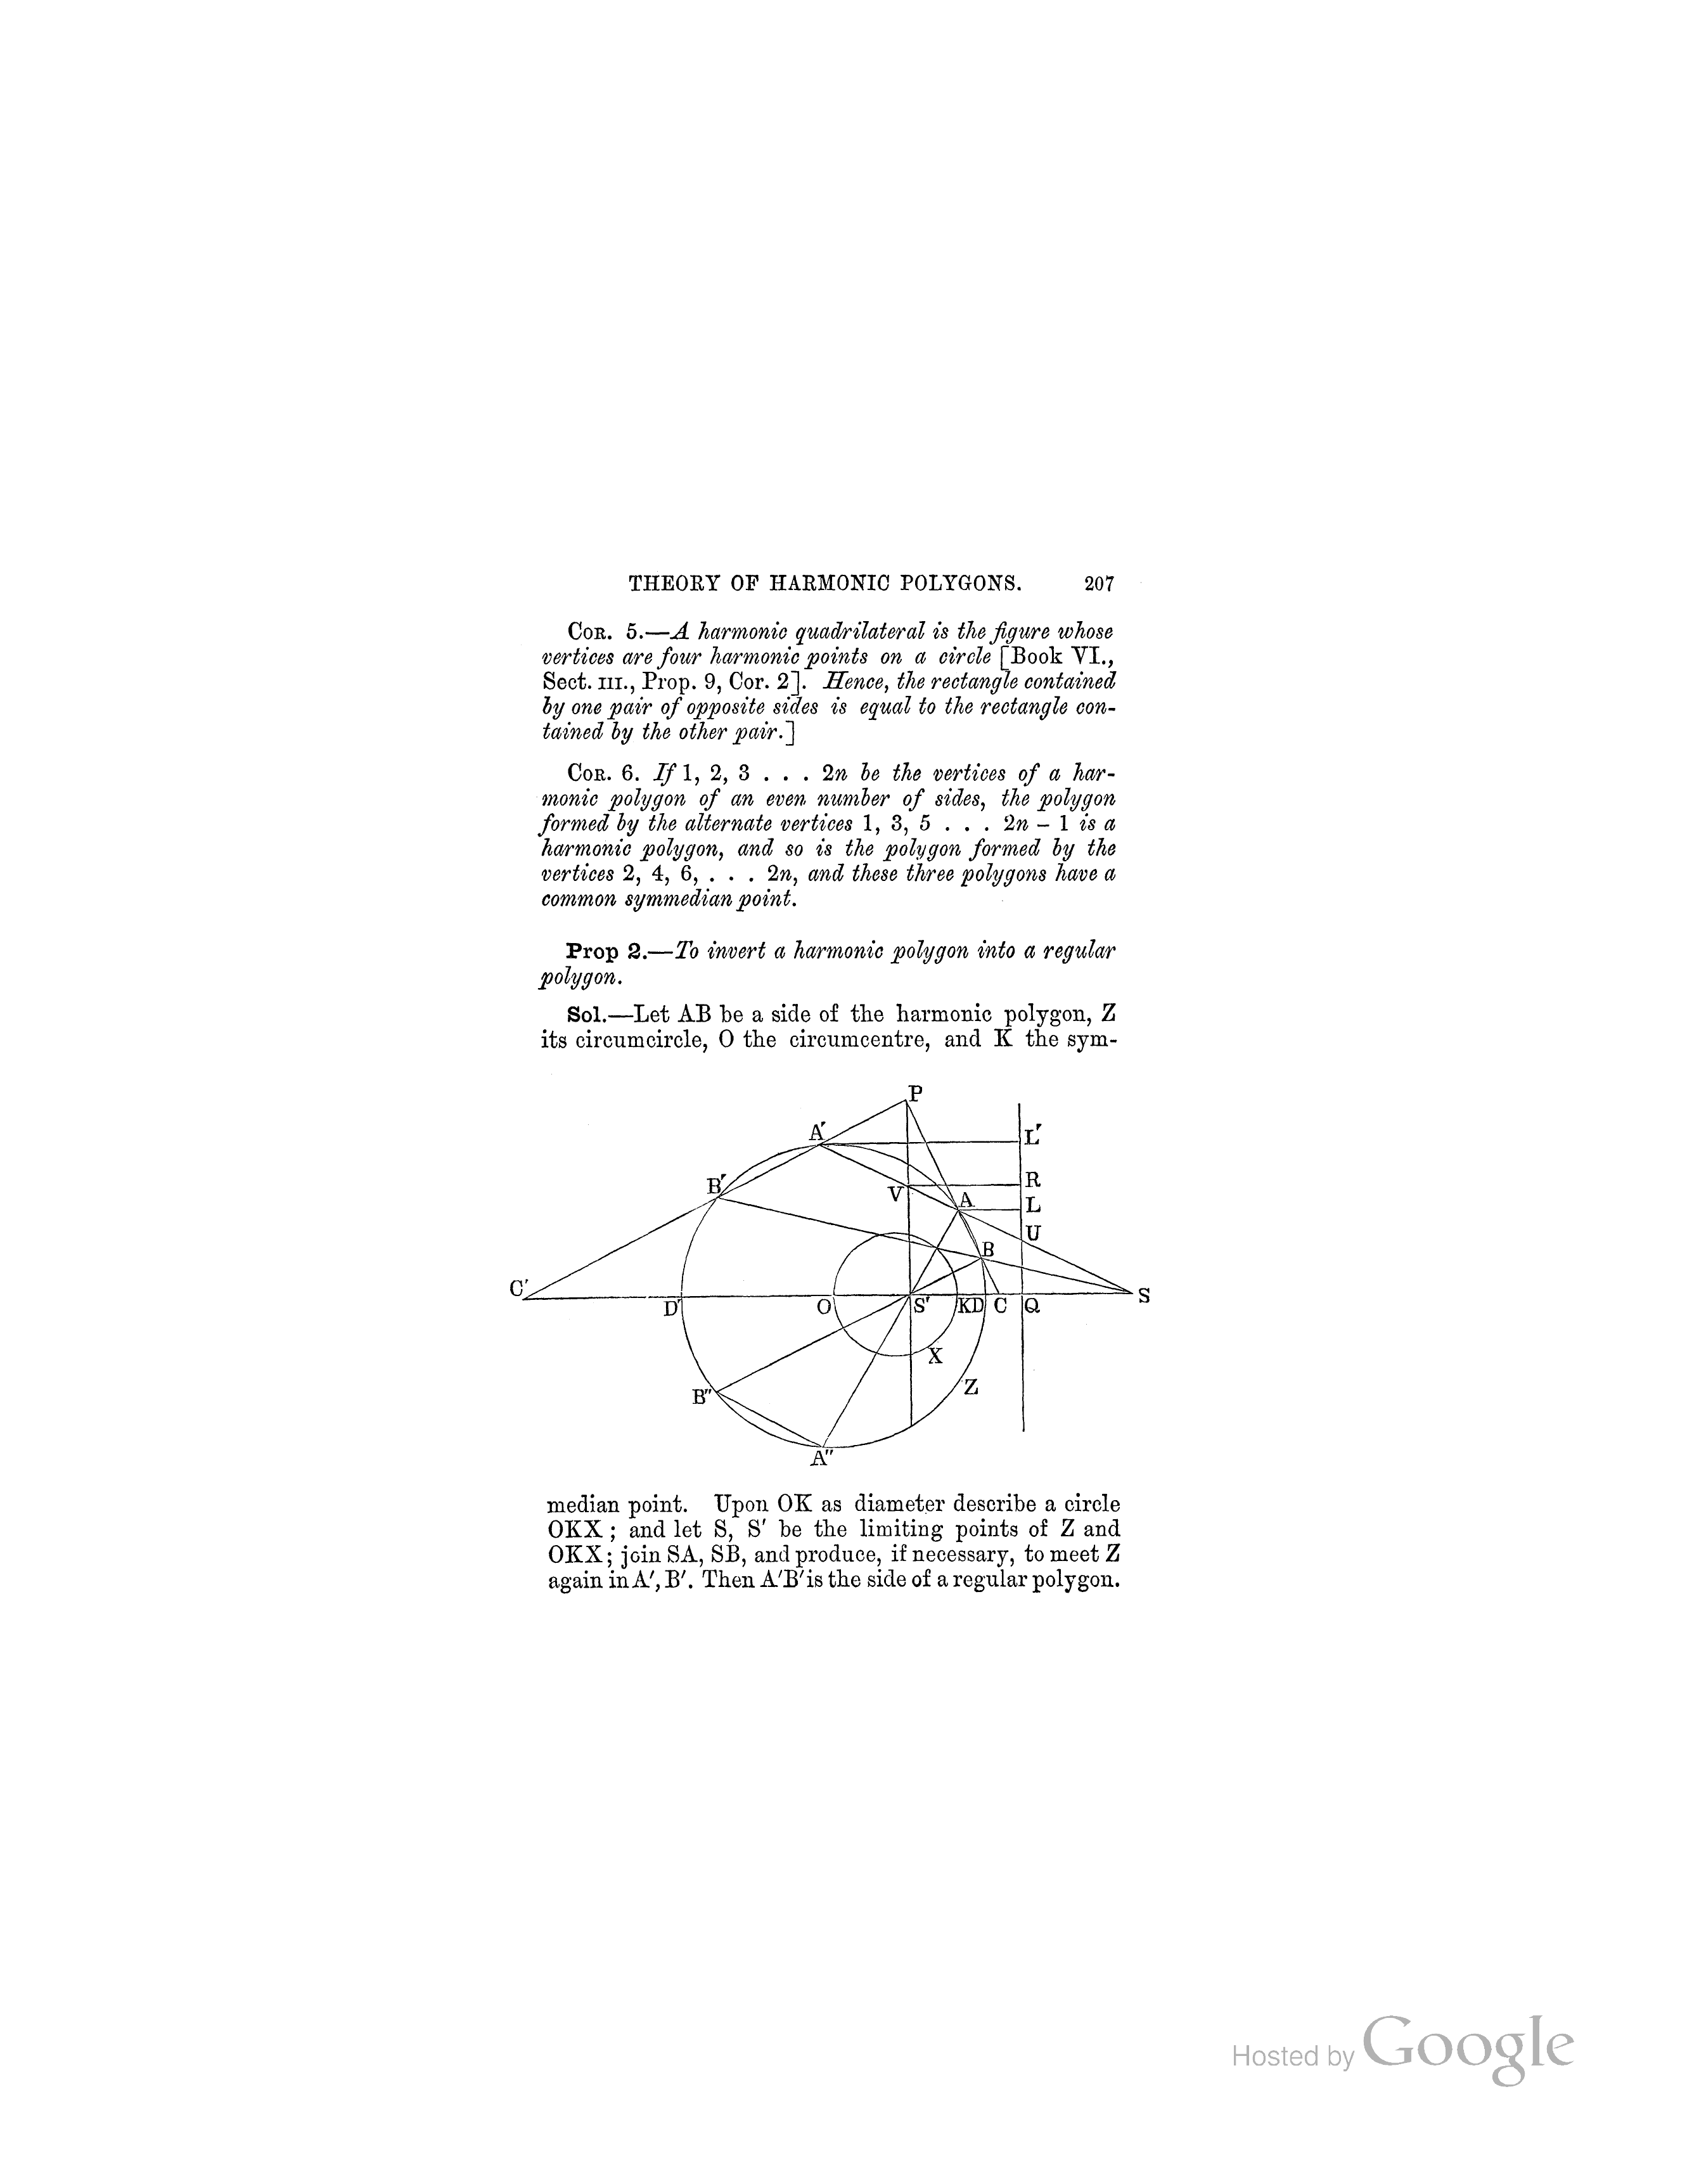 THEORY OF HARMONIC POLYGONS. 207
COR. 5.—A harmonic quadrilateral is the figure whose
vertices are four harmonic points on a circle [Book VI.,
Sect. III., Prop. 9, Cor. 2]. Hence, the rectangle contained
by one pair of opposite sides is equal to the rectangle con-
tained by the other pair.]
COR. 6. If 1, 2, 3 . . . 2n be the vertices of a har-
monic polygon of an even number of sides, the polygon
formed by the alternate vertices 1, 3, 5 . . . 2n – 1 is a
harmonic polygon, and so is the polygon formed by the
vertices 2, 4, 6, . . . 2n, and these three polygons have a
common symmedian point.
Prop 2.—To invert a harmonic polygon into a regular
polygon.
Sol.—Let AB be a side of the harmonic polygon, Z
its circumcircle, O the circumcentre, and K the sym-
P
A′
L′
B′
V
R
A
L
U
B
C′
D′
O
S′
K
D
C
Q
S
X
B″
Z
A″
median point. Upon OK as diameter describe a circle
OKX ; and let S, S′ be the limiting points of Z and
OKX ; join SA, SB, and produce, if necessary, to meet Z
again in A′, B′. Then A′B′ is the side of a regular polygon.
Hosted by Google